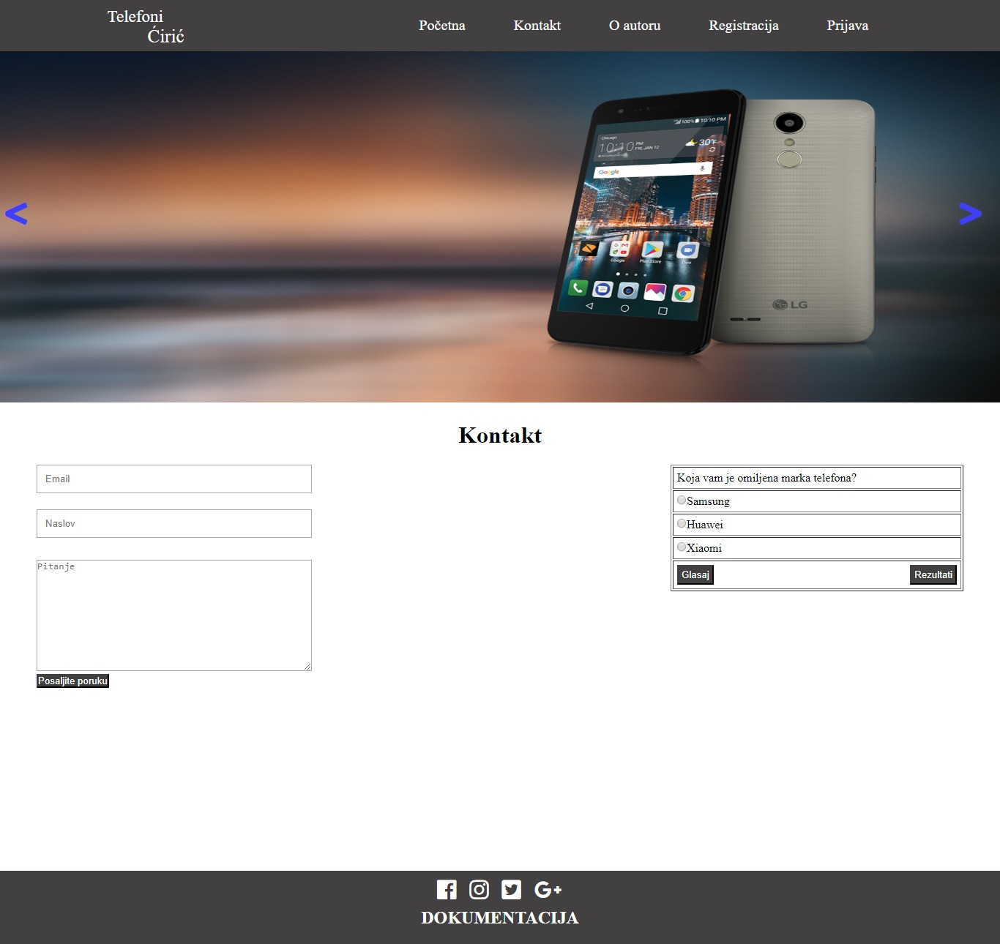 Telefoni
Ćirić
Početna
Kontakt
O autoru
Registracija
Prijava
100% 10:10 PM
Chicago
10:10 PM
FRI, JAN 12
30°F
Google
<
>
My Boost
Google
Play Store
Duo
LG
Kontakt
Email
Naslov
Pitanje
Posaljite poruku
Koja vam je omiljena marka telefona?
Samsung
Huawei
Xiaomi
Glasaj
Rezultati
G+
DOKUMENTACIJA